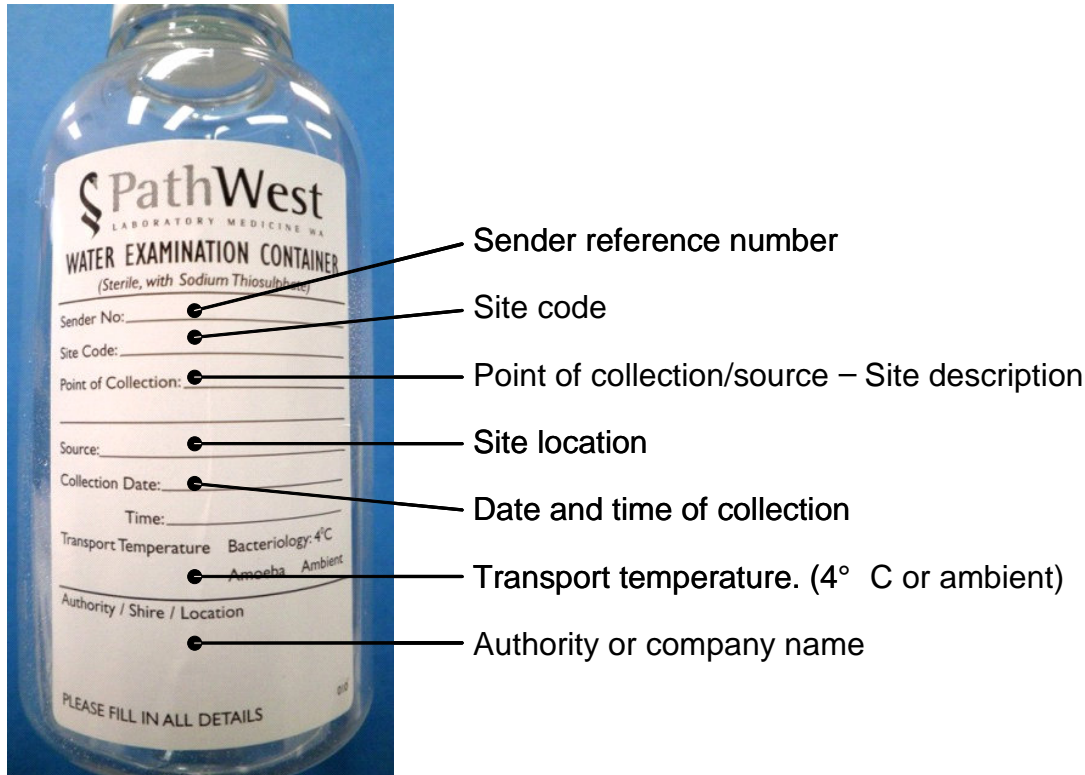 PathWest
LABORATORY MEDICINE WA
WATER EXAMINATION CONTAINER
(Sterile, with Sodium Thiosulphate)
Sender No:
Site Code:
Point of Collection:
Source:
Collection Date:
Time:
Transport Temperature Bacteriology: 4°C
Amoeba Ambient
Authority / Shire / Location
PLEASE FILL IN ALL DETAILS
Sender reference number
Site code
Point of collection/source – Site description
Site location
Date and time of collection
Transport temperature. (4° C or ambient)
Authority or company name